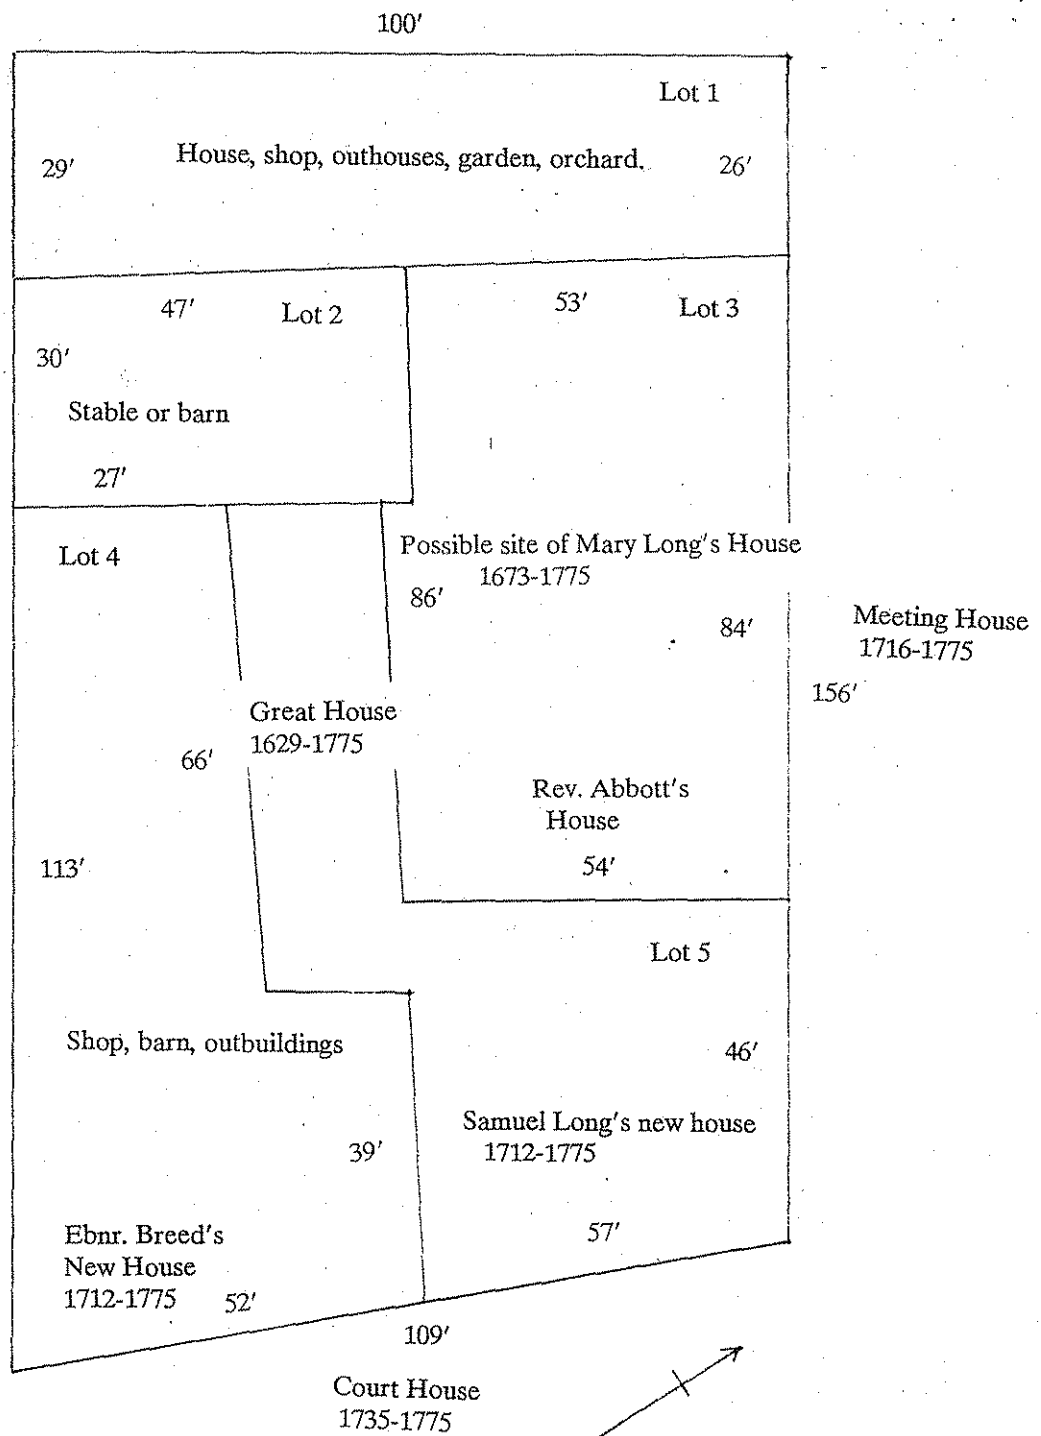 100'
Lot 1
29'
House, shop, outhouses, garden, orchard.
26'
47'
Lot 2
53'
Lot 3
30'
Stable or barn
27'
Lot 4
Possible site of Mary Long's House
1673-1775
86'
84'
Meeting House
1716-1775
156'
Great House
1629-1775
66'
Rev. Abbott's
House
54'
113'
Lot 5
Shop, barn, outbuildings
46'
Samuel Long's new house
1712-1775
39'
57'
Ebnr. Breed's
New House
1712-1775
52'
109'
Court House
1735-1775